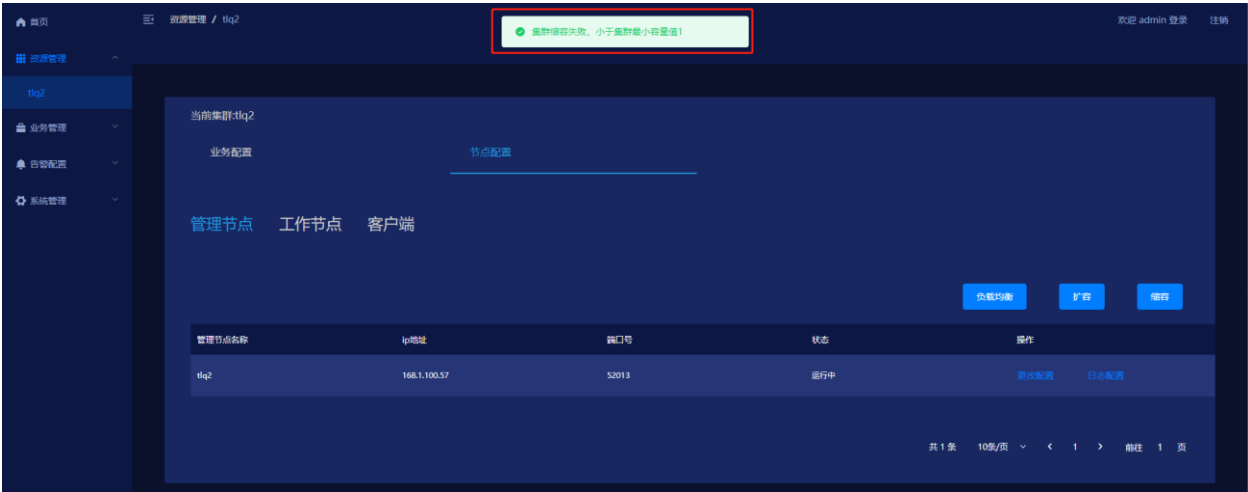 首页
资源管理 / tlq2
集群缩容失败，小于集群最小容量值1
欢迎 admin 登录
注销
资源管理
tlq2
业务管理
告警配置
系统管理
当前集群:tlq2
业务配置
节点配置
管理节点
工作节点
客户端
负载均衡
扩容
缩容
管理节点名称
ip地址
端口号
状态
操作
tlq2
168.1.100.57
52013
运行中
更改配置
日志配置
共 1 条
10条/页
1
前往 1 页